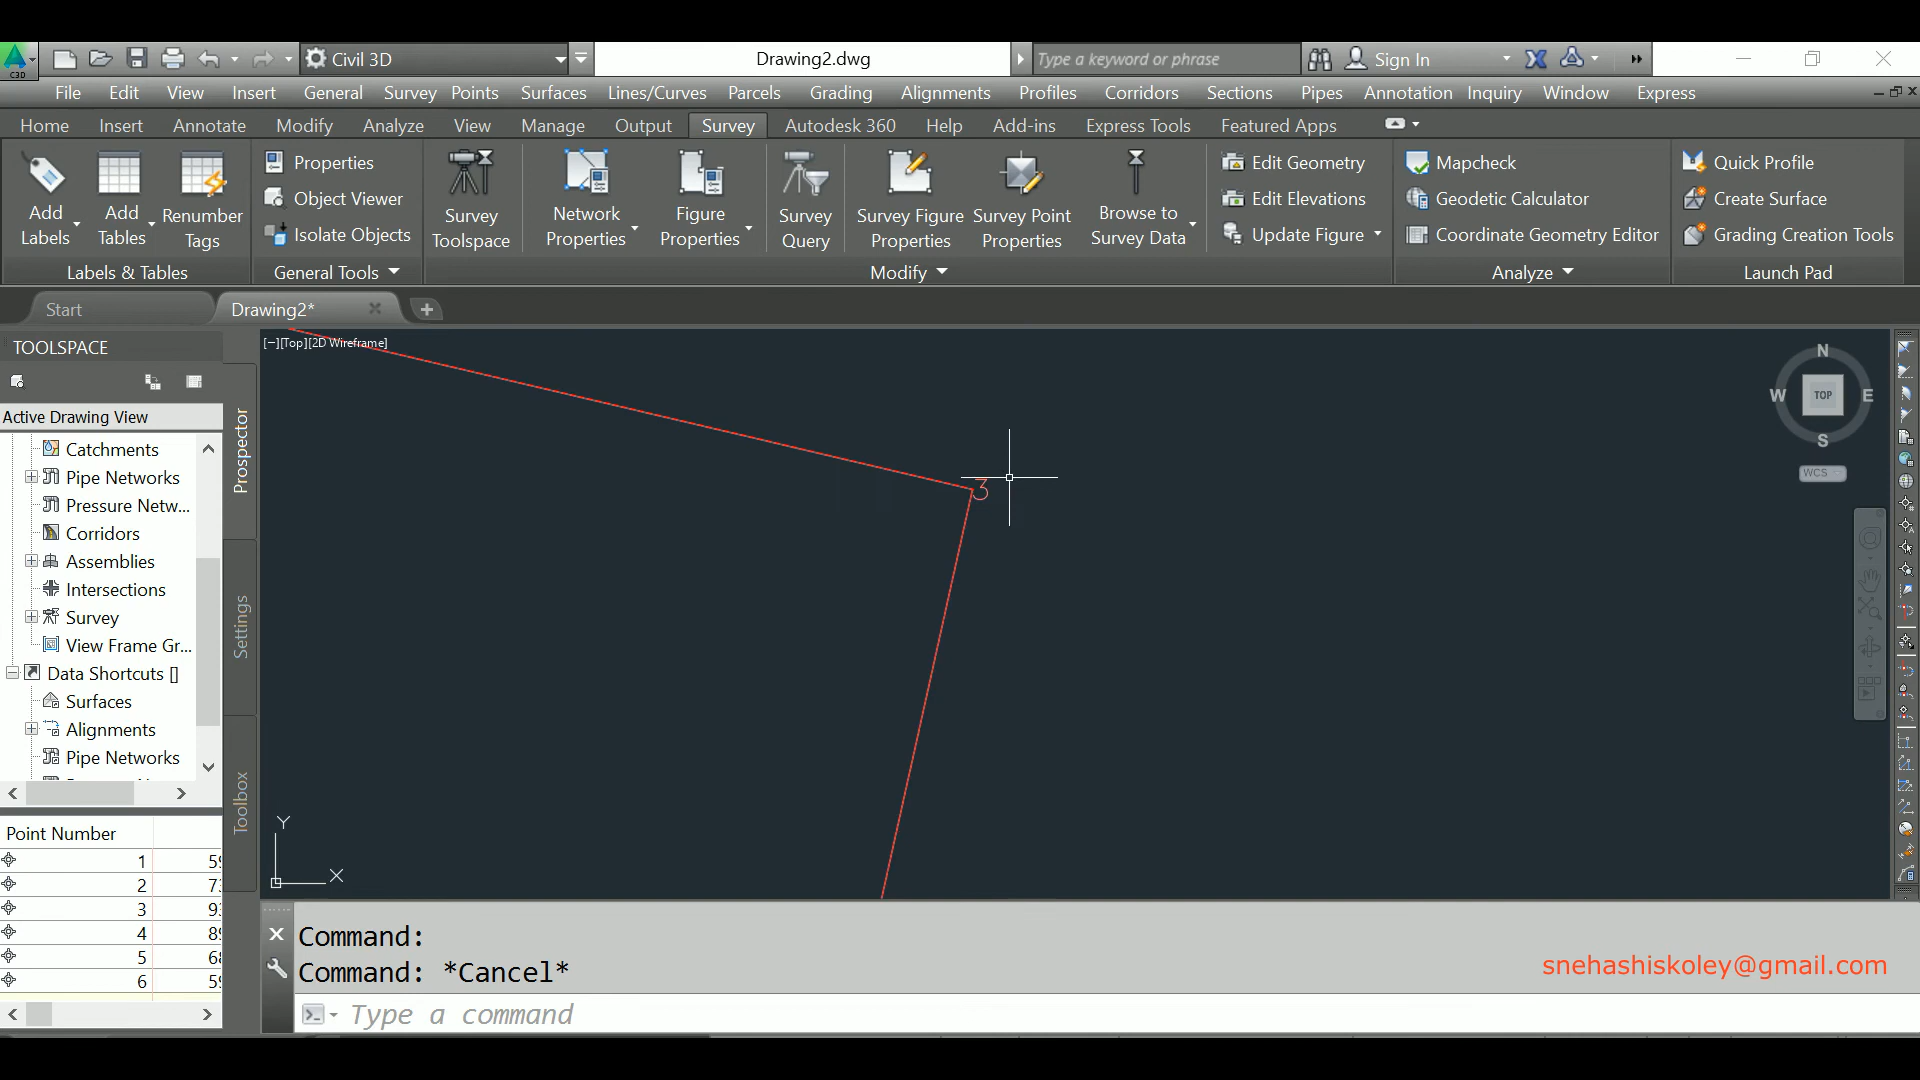 C3D
Civil 3D
Drawing2.dwg
Type a keyword or phrase
Sign In
File Edit View Insert General Survey Points Surfaces Lines/Curves Parcels Grading Alignments Profiles Corridors Sections Pipes Annotation Inquiry Window Express
Home Insert Annotate Modify Analyze View Manage Output Survey Autodesk 360 Help Add-ins Express Tools Featured Apps
Add Labels
Add Tables
Renumber Tags
Labels & Tables
Properties
Object Viewer
Isolate Objects
General Tools
Survey Toolspace
Network Properties
Figure Properties
Survey Query
Survey Figure Properties
Survey Point Properties
Browse to Survey Data
Edit Geometry
Edit Elevations
Update Figure
Modify
Mapcheck
Geodetic Calculator
Coordinate Geometry Editor
Analyze
Quick Profile
Create Surface
Grading Creation Tools
Launch Pad
Start
Drawing2*
TOOLSPACE
Active Drawing View
Catchments
Pipe Networks
Pressure Netw...
Corridors
Assemblies
Intersections
Survey
View Frame Gr...
Data Shortcuts []
Surfaces
Alignments
Pipe Networks
Prospector
Settings
Toolbox
Point Number
1
2
3
4
5
6
[−][Top][2D Wireframe]
3
N
W TOP E
S
WCS
Y
X
Command:
Command: *Cancel*
Type a command
snehashiskoley@gmail.com